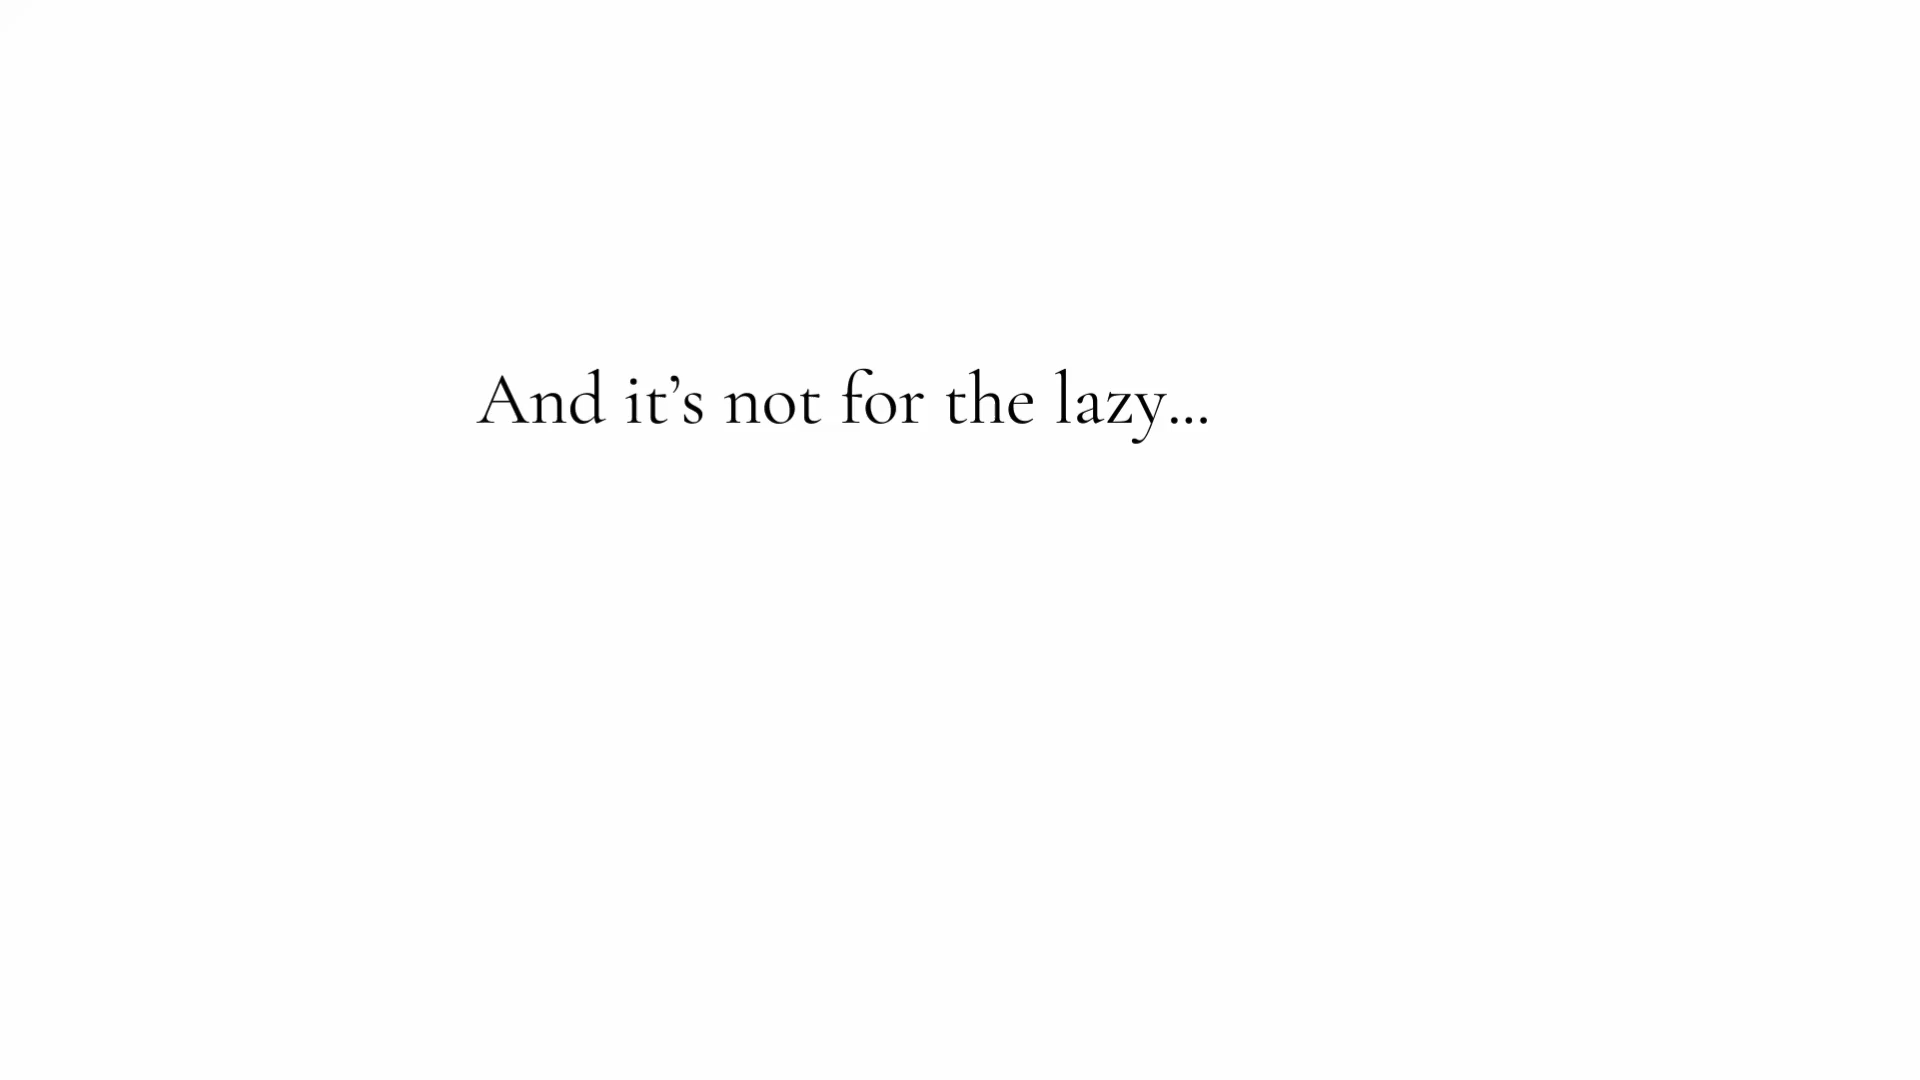 And it’s not for the lazy...